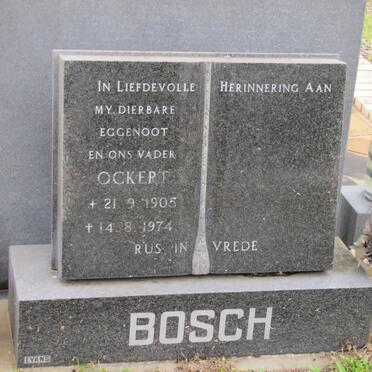 In Liefdevolle Herinnering Aan
MY DIERBARE
EGGENOOT
EN ONS VADER
OCKERT
+ 21.9.1905
+ 14.8.1974
RUS IN VREDE
BOSCH
EVANS